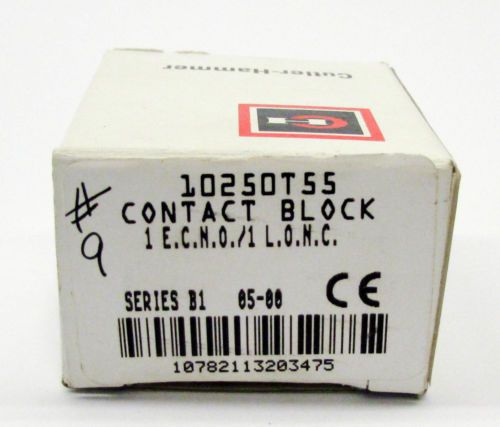 Cutler-Hammer
10250T55
CONTACT BLOCK
1 E.C.N.O./1 L.O.N.C.
# 9
SERIES B1 05-00 CE
10782113203475